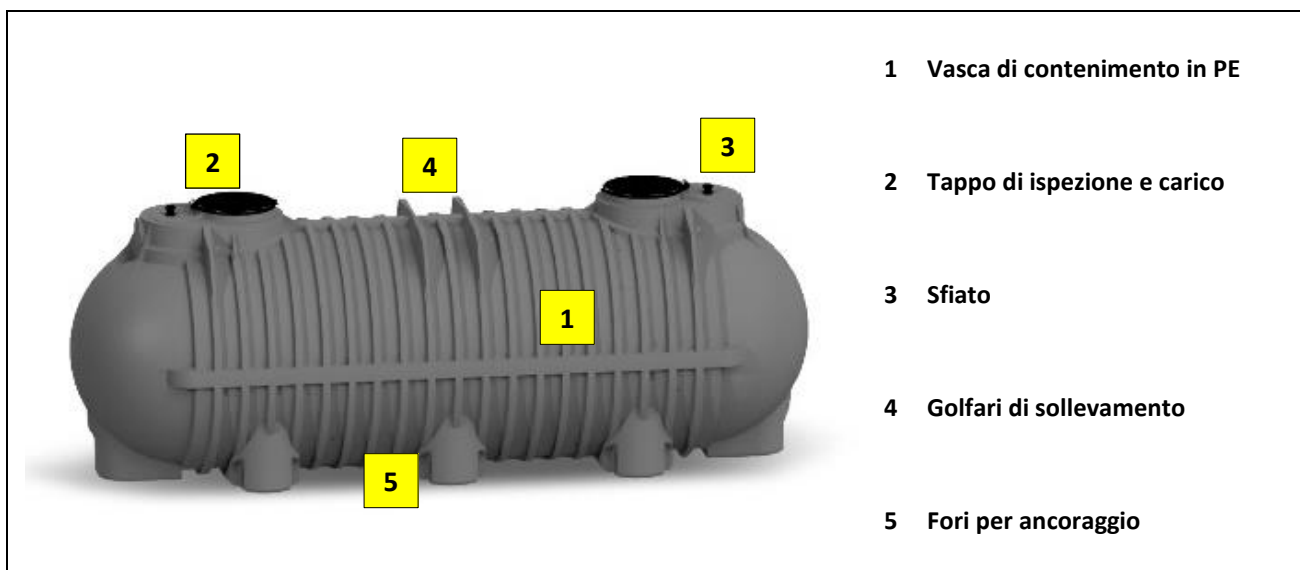 1 Vasca di contenimento in PE
2 Tappo di ispezione e carico
3 Sfiato
4 Golfari di sollevamento
5 Fori per ancoraggio
2
4
3
1
5